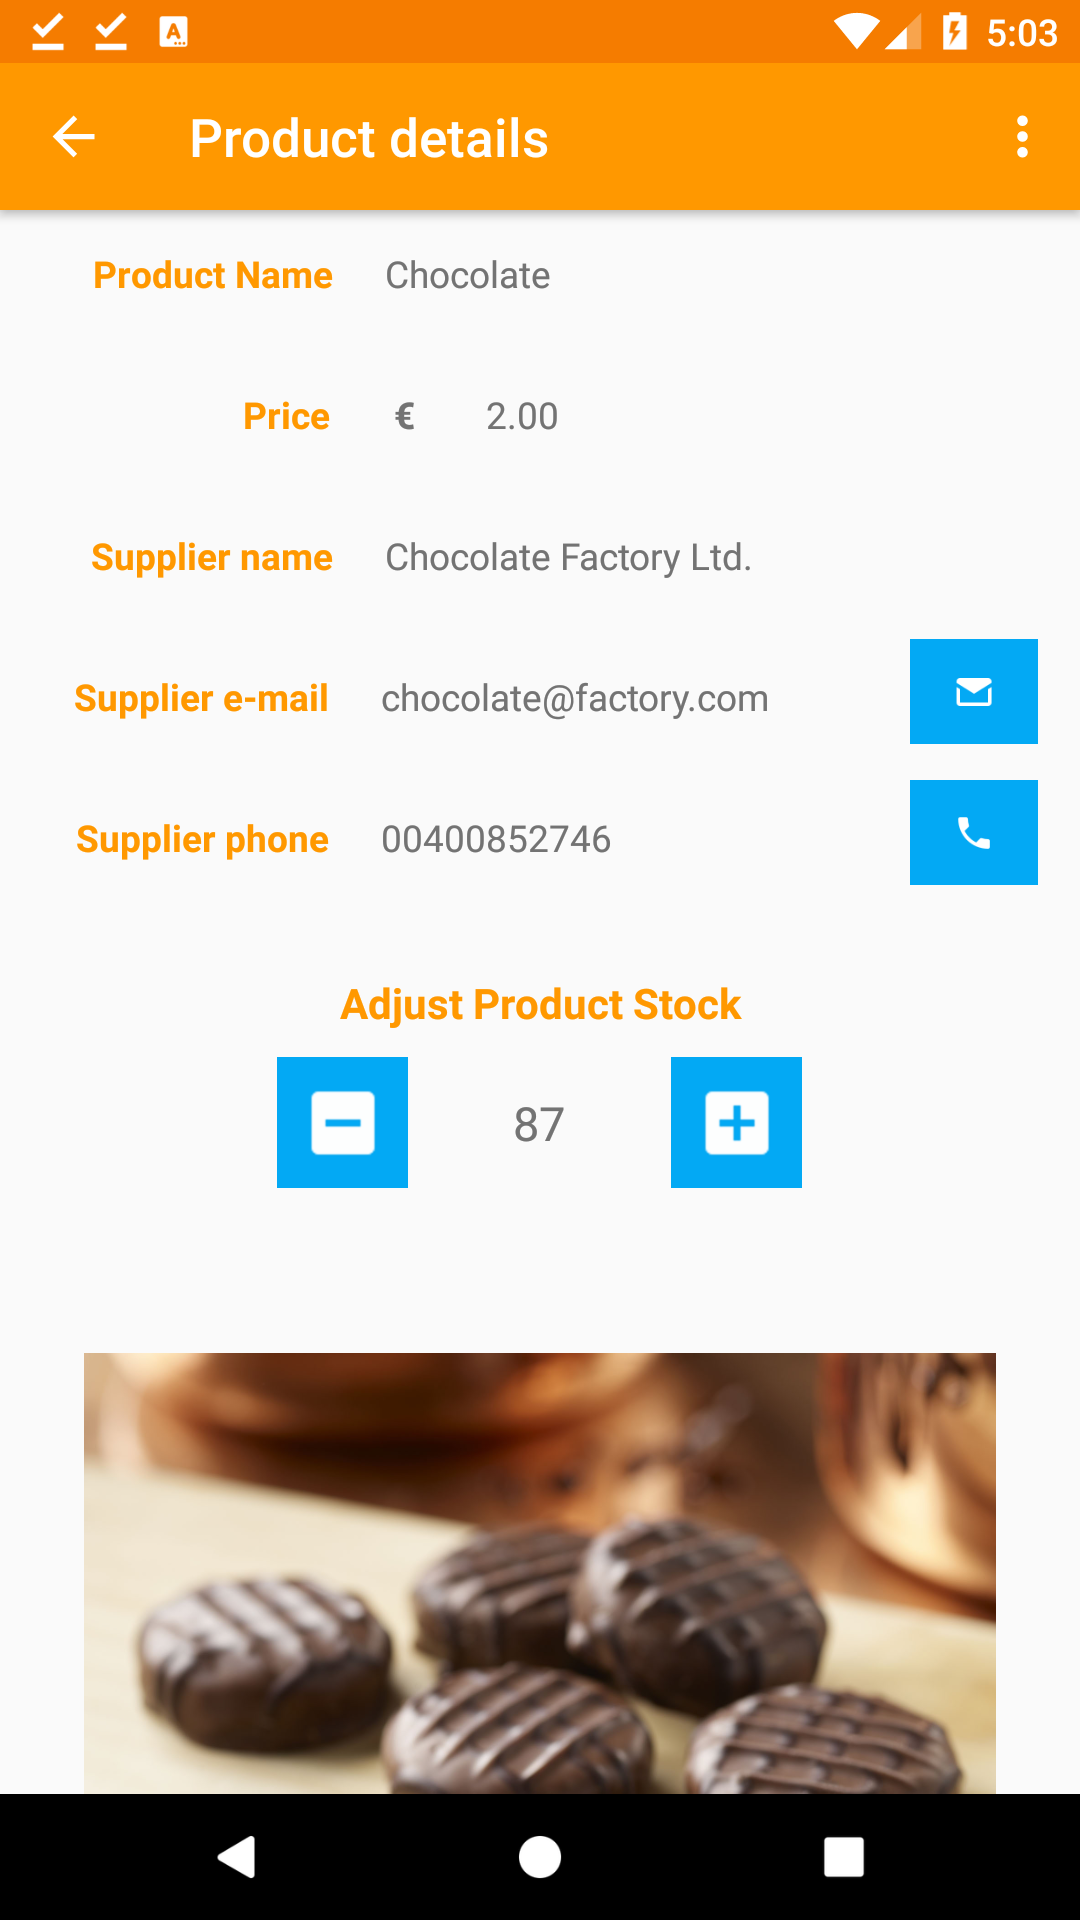 5:03
Product details
Product Name Chocolate
Price € 2.00
Supplier name Chocolate Factory Ltd.
Supplier e-mail chocolate@factory.com
Supplier phone 00400852746
Adjust Product Stock
87